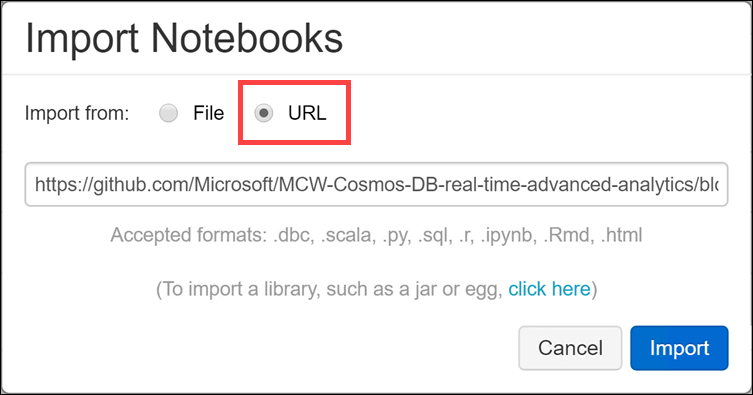 Import Notebooks
Import from: File URL
https://github.com/Microsoft/MCW-Cosmos-DB-real-time-advanced-analytics/blo
Accepted formats: .dbc, .scala, .py, .sql, .r, .ipynb, .Rmd, .html
(To import a library, such as a jar or egg, click here)
Cancel Import